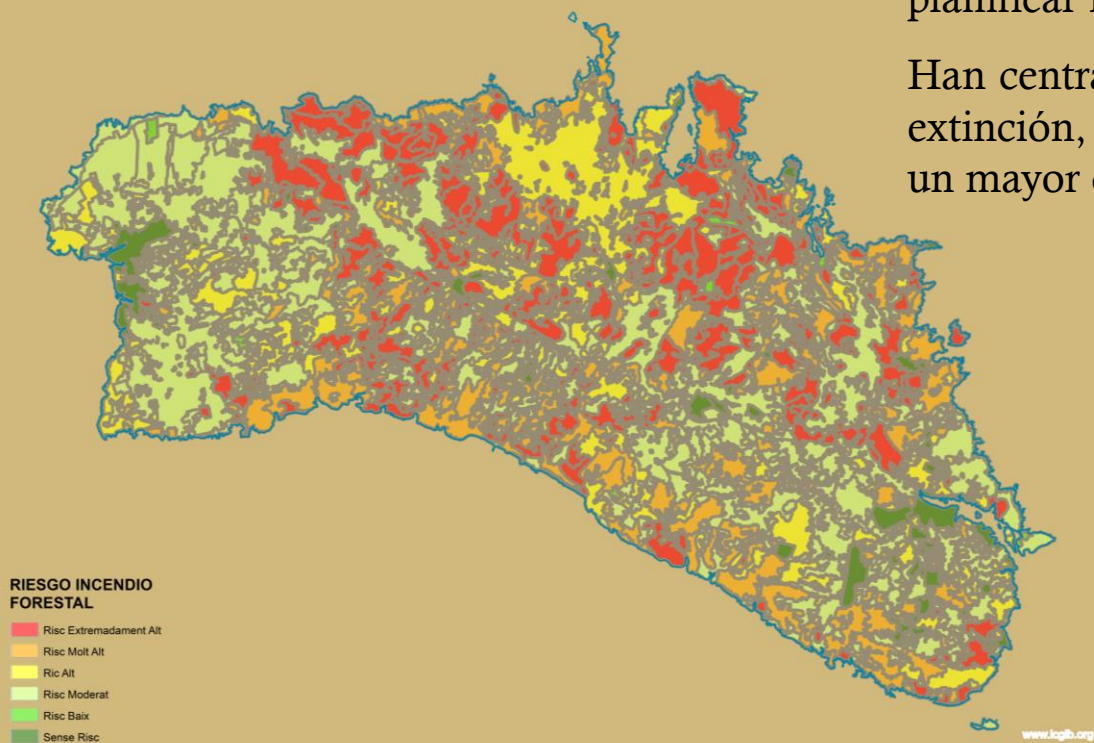 planificar
Han centra
extinción,
un mayor
RIESGO INCENDIO
FORESTAL
Risc Extremadament Alt
Risc Molt Alt
Ric Alt
Risc Moderat
Risc Baix
Sense Risc
www.icgib.org